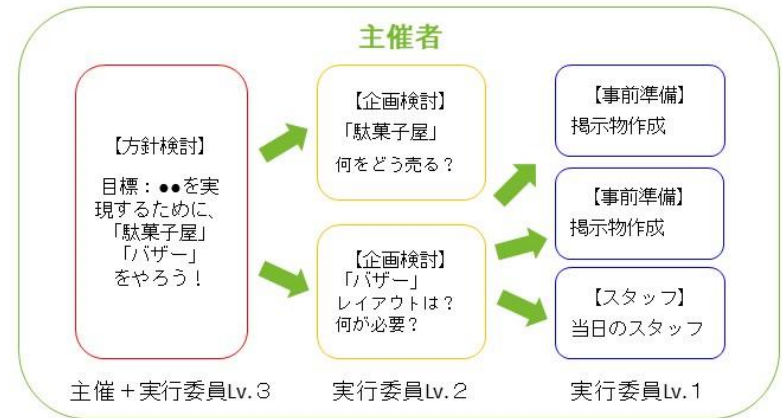 主催者
【方針検討】
目標：●●を実
現するために、
「駄菓子屋」
「バザー」
をやろう！
主催＋実行委員Lv.３
【企画検討】
「駄菓子屋」
何をどう売る？
【企画検討】
「バザー」
レイアウトは？
何が必要？
実行委員Lv.２
【事前準備】
掲示物作成
【事前準備】
掲示物作成
【スタッフ】
当日のスタッフ
実行委員Lv.１